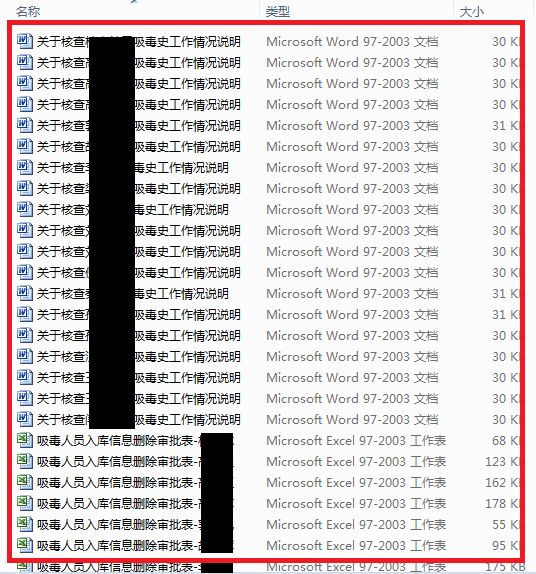 名称 类型 大小
关于核查 吸毒史工作情况说明 Microsoft Word 97-2003 文档 30 KB
关于核查 吸毒史工作情况说明 Microsoft Word 97-2003 文档 30 KB
关于核查 吸毒史工作情况说明 Microsoft Word 97-2003 文档 30 KB
关于核查 吸毒史工作情况说明 Microsoft Word 97-2003 文档 30 KB
关于核查 吸毒史工作情况说明 Microsoft Word 97-2003 文档 31 KB
关于核查 吸毒史工作情况说明 Microsoft Word 97-2003 文档 30 KB
关于核查 毒史工作情况说明 Microsoft Word 97-2003 文档 30 KB
关于核查 吸毒史工作情况说明 Microsoft Word 97-2003 文档 30 KB
关于核查 毒史工作情况说明 Microsoft Word 97-2003 文档 30 KB
关于核查 吸毒史工作情况说明 Microsoft Word 97-2003 文档 30 KB
关于核查 吸毒史工作情况说明 Microsoft Word 97-2003 文档 30 KB
关于核查 吸毒史工作情况说明 Microsoft Word 97-2003 文档 30 KB
关于核查 毒史工作情况说明 Microsoft Word 97-2003 文档 31 KB
关于核查 吸毒史工作情况说明 Microsoft Word 97-2003 文档 31 KB
关于核查 吸毒史工作情况说明 Microsoft Word 97-2003 文档 30 KB
关于核查 吸毒史工作情况说明 Microsoft Word 97-2003 文档 30 KB
关于核查 吸毒史工作情况说明 Microsoft Word 97-2003 文档 30 KB
关于核查 吸毒史工作情况说明 Microsoft Word 97-2003 文档 30 KB
关于核查 吸毒史工作情况说明 Microsoft Word 97-2003 文档 30 KB
吸毒人员入库信息删除审批表- Microsoft Excel 97-2003 工作表 68 KB
吸毒人员入库信息删除审批表- Microsoft Excel 97-2003 工作表 123 KB
吸毒人员入库信息删除审批表- Microsoft Excel 97-2003 工作表 162 KB
吸毒人员入库信息删除审批表- Microsoft Excel 97-2003 工作表 178 KB
吸毒人员入库信息删除审批表- Microsoft Excel 97-2003 工作表 55 KB
吸毒人员入库信息删除审批表- Microsoft Excel 97-2003 工作表 95 KB
吸毒人员入库信息删除审批表- Microsoft Excel 97-2003 工作表 175 KB